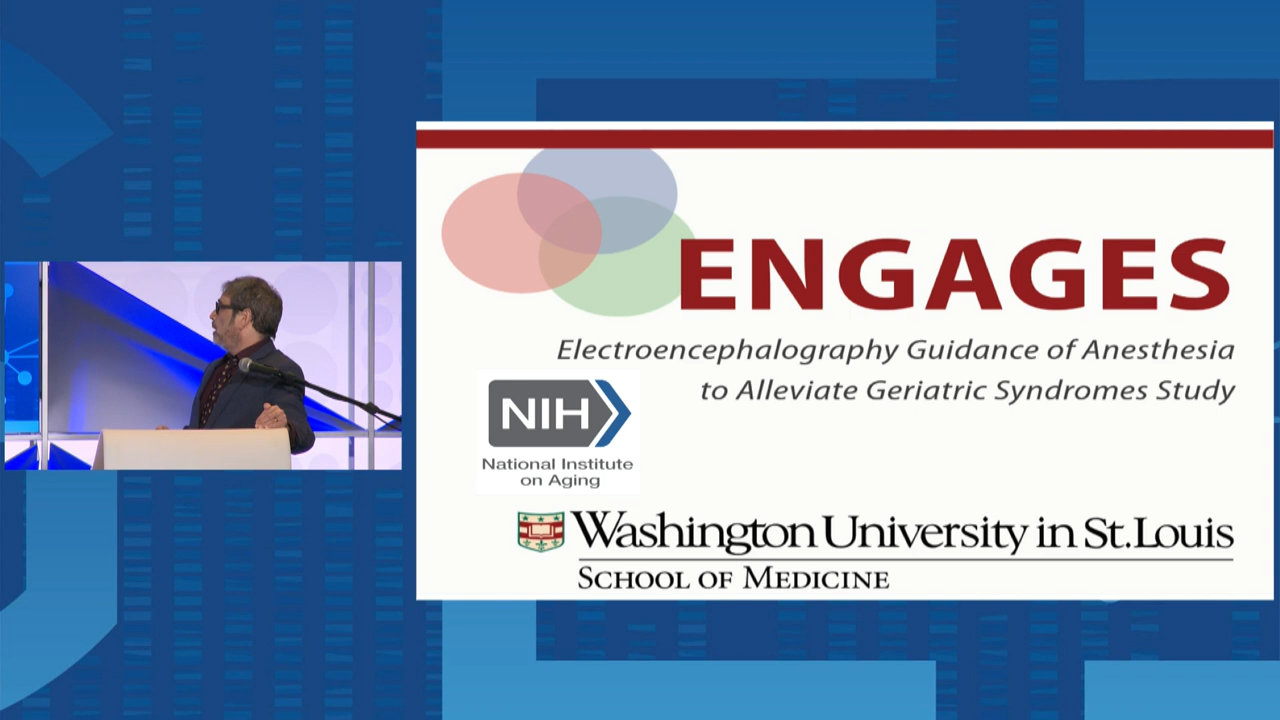 ENGAGES
Electroencephalography Guidance of Anesthesia
to Alleviate Geriatric Syndromes Study
NIH
National Institute
on Aging
Washington University in St. Louis
SCHOOL OF MEDICINE